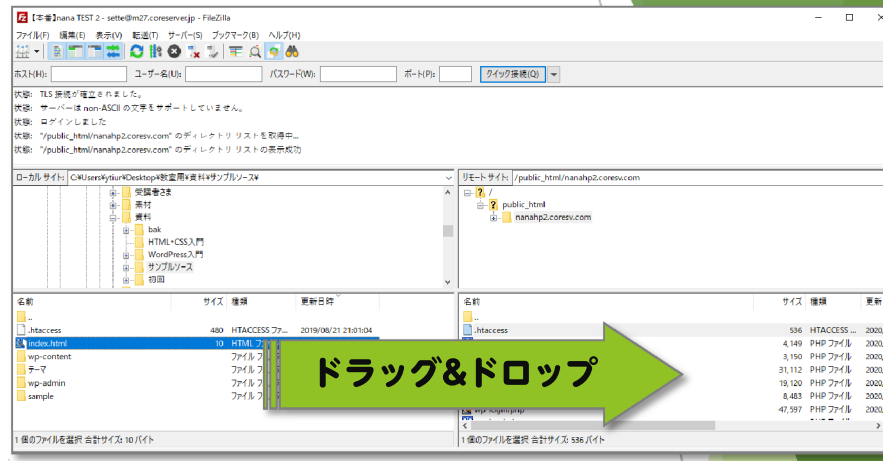 【本番】nana TEST 2 - sette@m27.coreserver.jp - FileZilla
ファイル(F) 編集(E) 表示(V) 転送(T) サーバー(S) ブックマーク(B) ヘルプ(H)
ホスト(H): ユーザー名(U): パスワード(W): ポート(P): クイック接続(Q)
状態: TLS 接続が確立されました。
状態: サーバーは non-ASCII の文字をサポートしていません。
状態: ログインしました
状態: "/public_html/nanahp2.coresv.com" のディレクトリ リストを取得中...
状態: "/public_html/nanahp2.coresv.com" のディレクトリ リストの表示成功
ローカル サイト: C:¥Users¥ytiur¥Desktop¥教室用¥資料¥サンプルソース¥
受講者さま
素材
資料
bak
HTML・CSS入門
WordPress入門
サンプルソース
初回
リモート サイト: /public_html/nanahp2.coresv.com
/
public_html
nanahp2.coresv.com
名前 サイズ 種類 更新日時
..
.htaccess 480 HTACCESS ファ... 2019/08/21 21:01:04
index.html 10 HTML
wp-content ファイル
テーマ ファイル
wp-admin ファイル
sample ファイル
1 個のファイルを選択 合計サイズ: 10 バイト
名前 サイズ 種類 更新
..
.htaccess 536 HTACCESS ... 2020,
4,149 PHP ファイル 2020,
3,150 PHP ファイル 2020,
31,112 PHP ファイル 2020,
19,120 PHP ファイル 2020,
8,483 PHP ファイル 2020,
wp-login.php 47,597 PHP ファイル 2020,
1 個のファイルを選択 合計サイズ: 536 バイト
ドラッグ&ドロップ